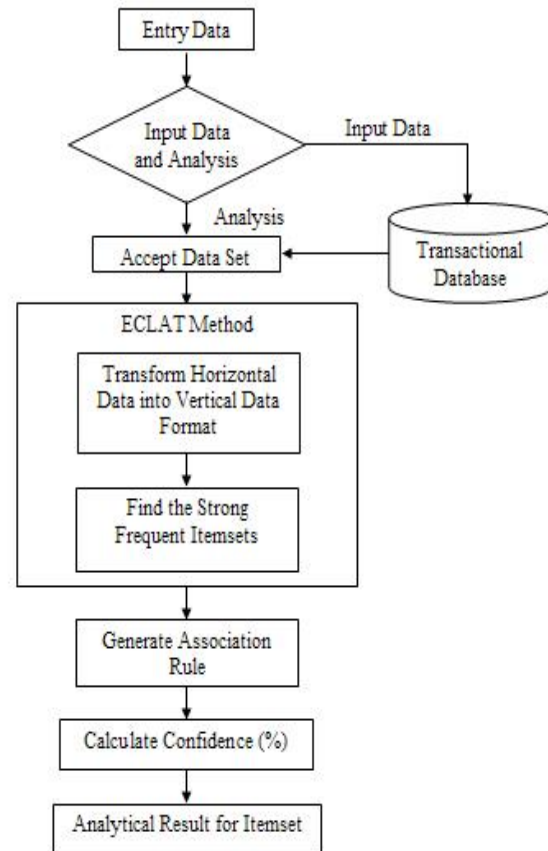 Entry Data
Input Data
and Analysis
Input Data
Analysis
Transactional
Database
Accept Data Set
ECLAT Method
Transform Horizontal
Data into Vertical Data
Format
Find the Strong
Frequent Itemsets
Generate Association
Rule
Calculate Confidence (%)
Analytical Result for Itemset